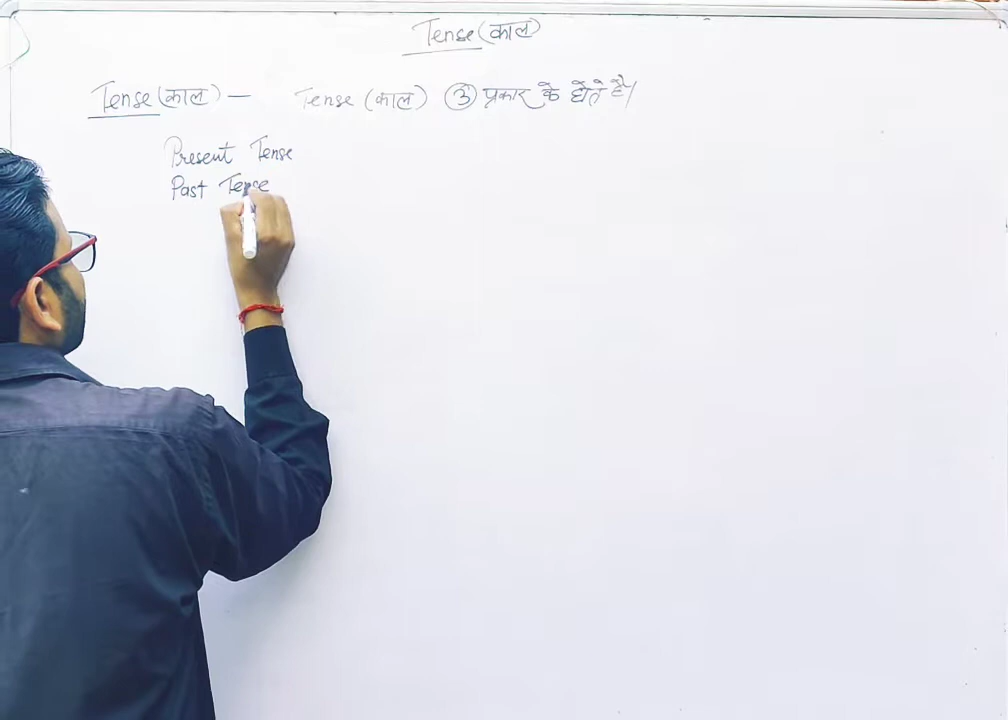 Tense (काल)
Tense (काल) — Tense (काल) ③ प्रकार के होते है।
Present Tense
Past Tense